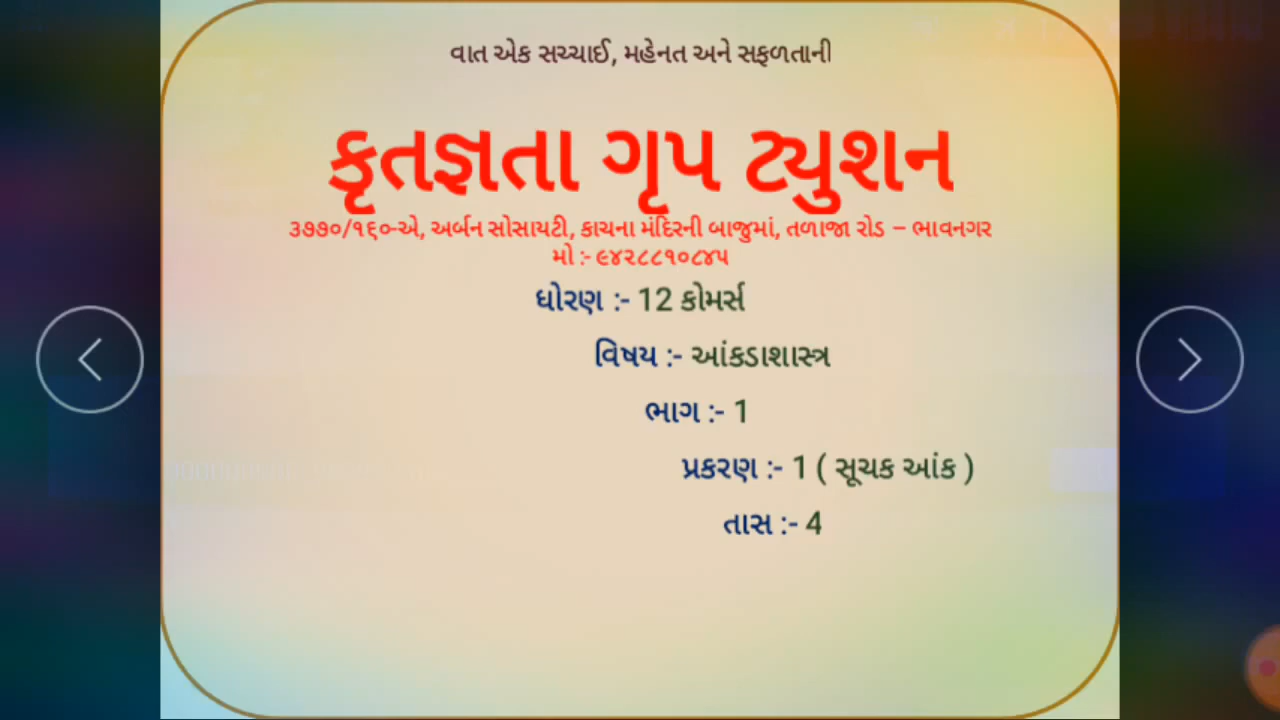 વાત એક સચ્ચાઈ, મહેનત અને સફળતાની
કૃતજ્ઞતા ગૃપ ટ્યુશન
૩૭૭૦/૧૬૦-એ, અર્બન સોસાયટી, કાચના મંદિરની બાજુમાં, તળાજા રોડ – ભાવનગર
મો :- ૯૪૨૮૮૧૦૮૪૫
ધોરણ :- 12 કોમર્સ
વિષય :- આંકડાશાસ્ત્ર
ભાગ :- 1
પ્રકરણ :- 1 ( સૂચક આંક )
તાસ :- 4